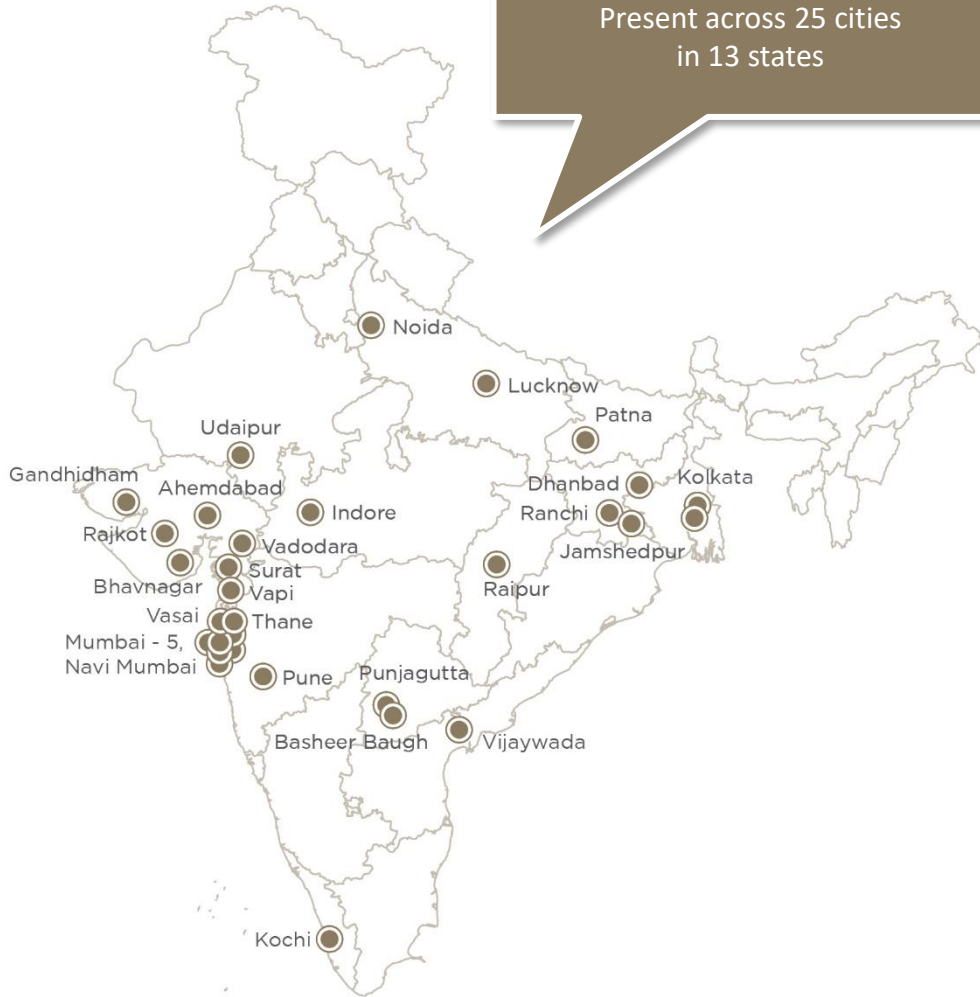 Present across 25 cities
in 13 states
Noida
Lucknow
Patna
Udaipur
Gandhidham
Ahemdabad
Dhanbad
Kolkata
Indore
Ranchi
Rajkot
Vadodara
Jamshedpur
Surat
Bhavnagar
Raipur
Vapi
Vasai
Thane
Mumbai - 5,
Navi Mumbai
Pune
Punjagutta
Basheer Baugh
Vijaywada
Kochi